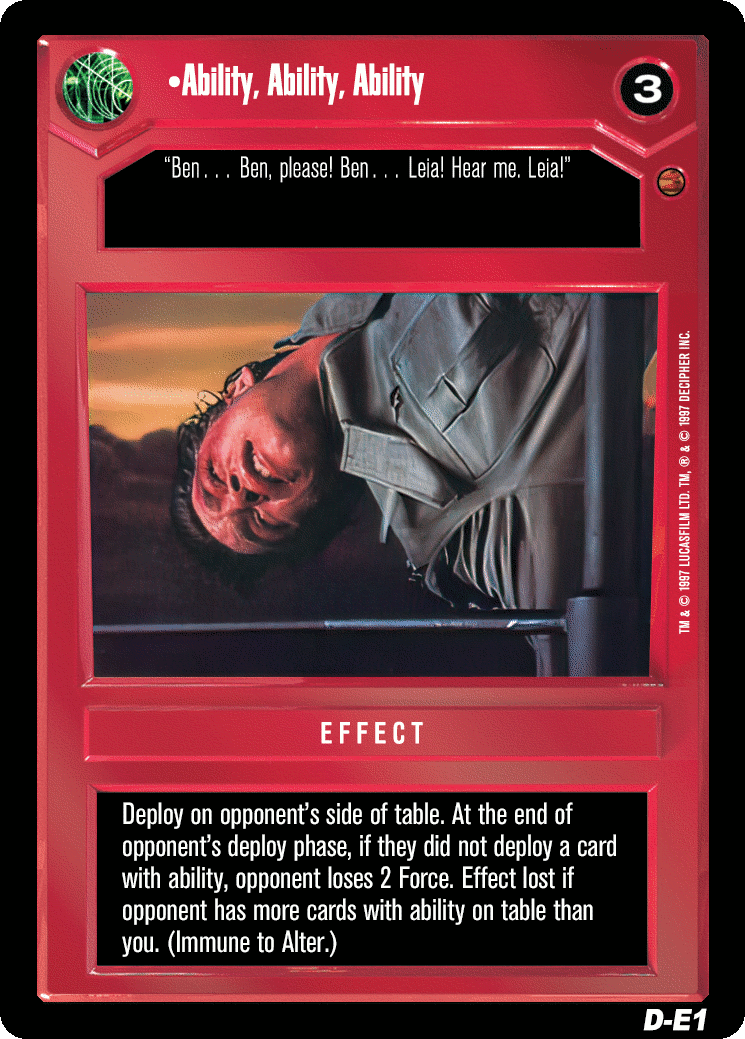 •Ability, Ability, Ability
3
“Ben . . . Ben, please! Ben . . . Leia! Hear me. Leia!”
TM & © 1997 LUCASFILM LTD. TM, ® & © 1997 DECIPHER INC.
EFFECT
Deploy on opponent’s side of table. At the end of
opponent’s deploy phase, if they did not deploy a card
with ability, opponent loses 2 Force. Effect lost if
opponent has more cards with ability on table than
you. (Immune to Alter.)
D-E1